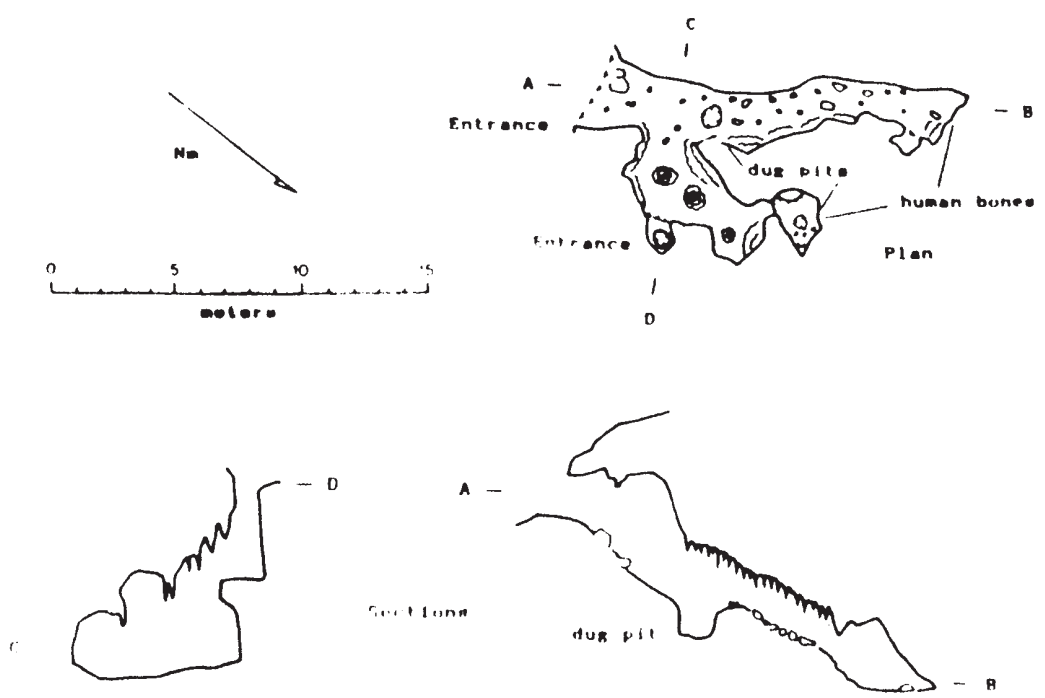 C
A
B
Entrance
Nm
dug pits
human bones
Entrance
Plan
0 5 10 15
meters
D
D
A
Sections
dug pit
C
B